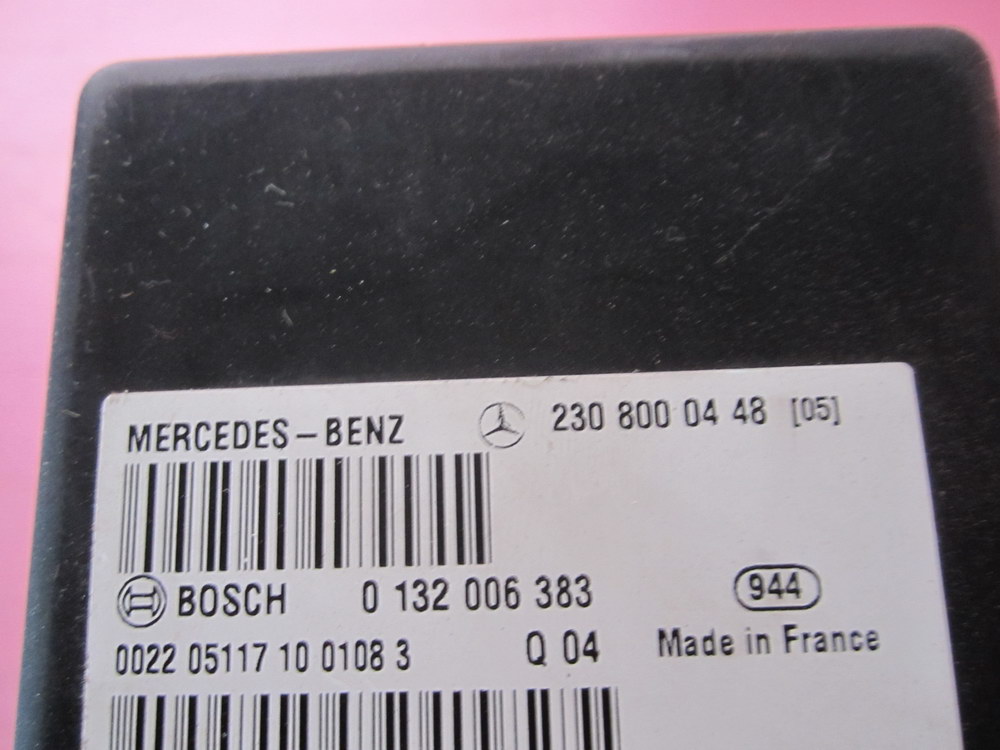 MERCEDES-BENZ 230 800 04 48 [05]
BOSCH 0 132 006 383 944
0022 05117 10 0108 3 Q 04 Made in France